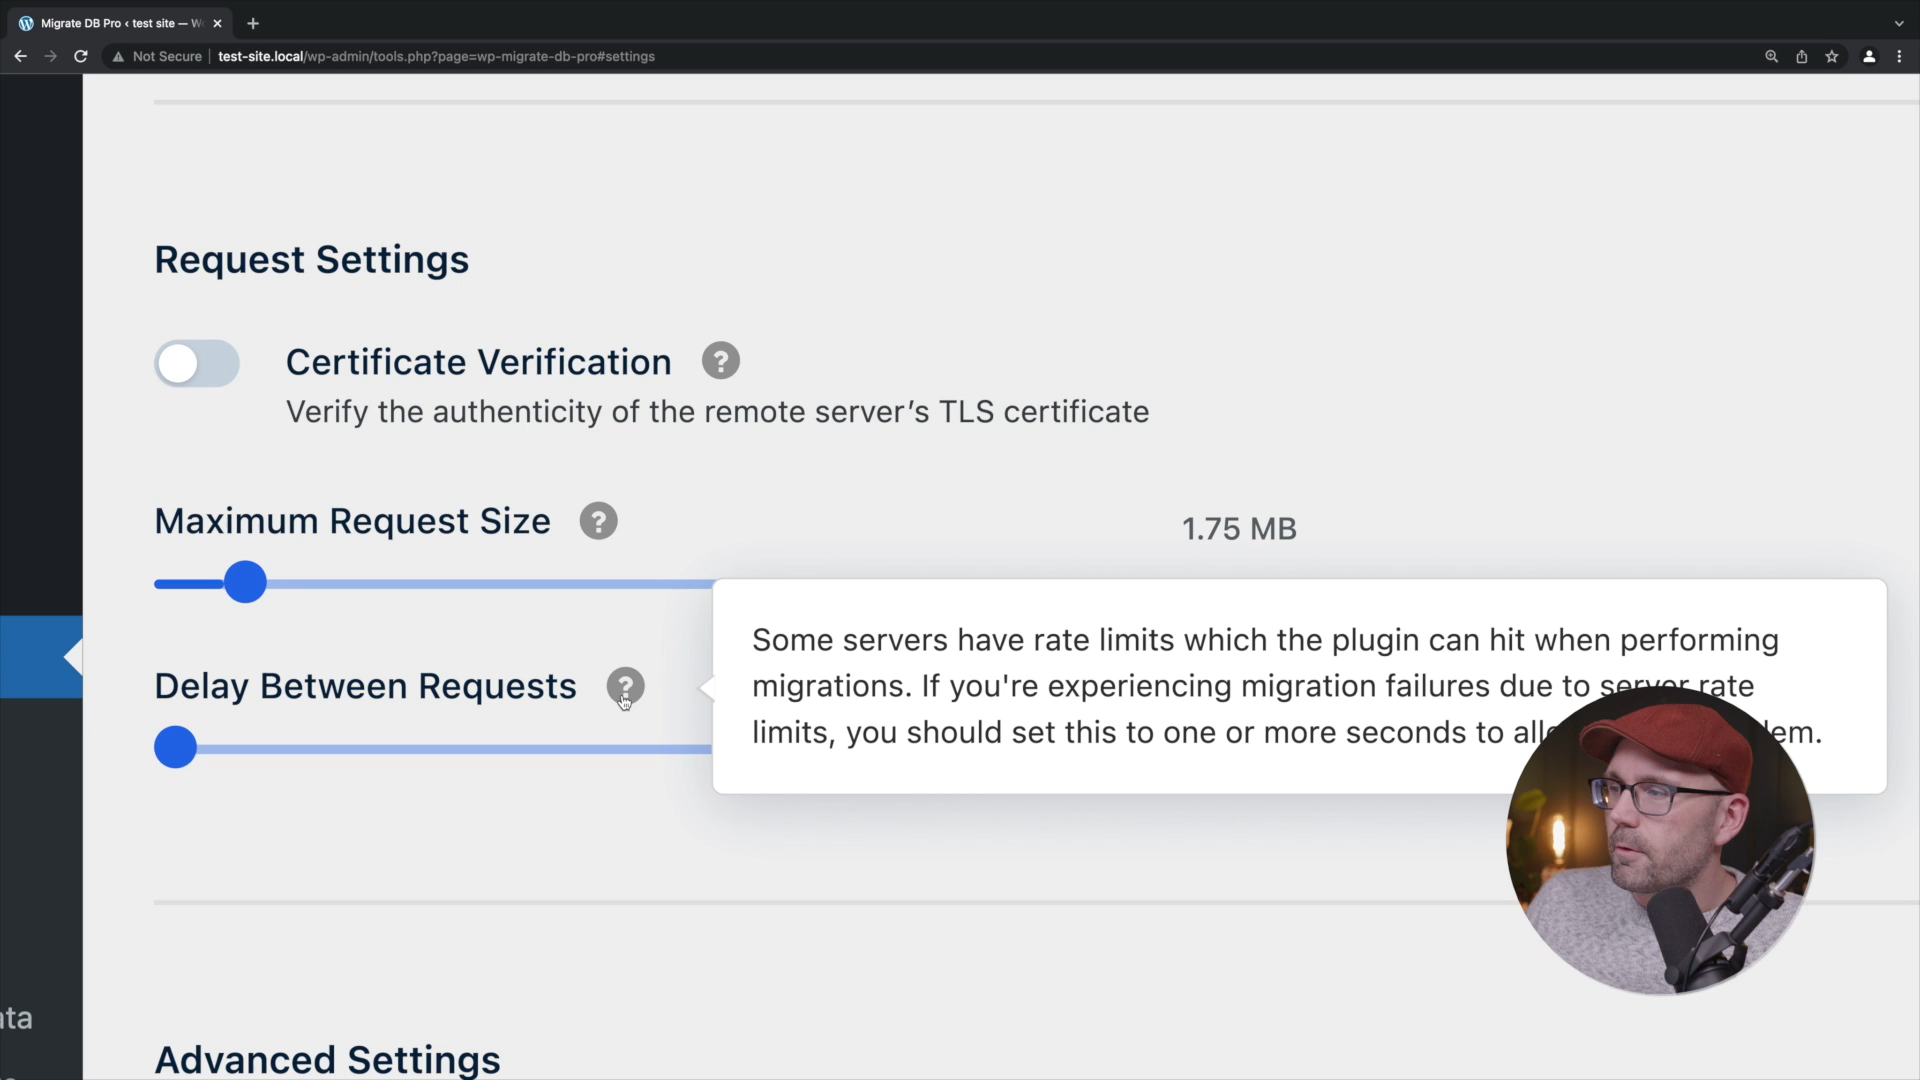 Migrate DB Pro ‹ test site — W
Not Secure
test-site.local/wp-admin/tools.php?page=wp-migrate-db-pro#settings
Request Settings
Certificate Verification ?
Verify the authenticity of the remote server's TLS certificate
Maximum Request Size ?
1.75 MB
Delay Between Requests ?
Some servers have rate limits which the plugin can hit when performing
migrations. If you're experiencing migration failures due to server rate
limits, you should set this to one or more seconds to
ata
Advanced Settings